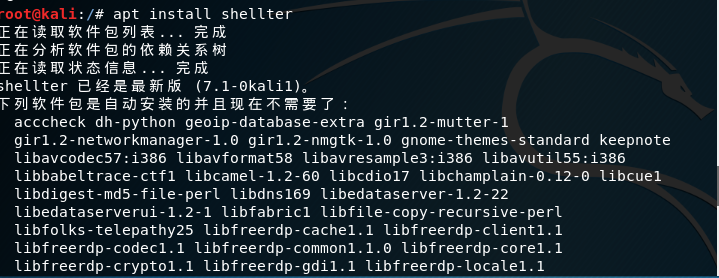 root@kali:/# apt install shellter
正在读取软件包列表... 完成
正在分析软件包的依赖关系树
正在读取状态信息... 完成
shellter 已经是最新版 (7.1-0kali1)。
下列软件包是自动安装的并且现在不需要了：
acccheck dh-python geoip-database-extra gir1.2-mutter-1
gir1.2-networkmanager-1.0 gir1.2-nmgtk-1.0 gnome-themes-standard keepnote
libavcodec57:i386 libavformat58 libavresample3:i386 libavutil55:i386
libbabeltrace-ctf1 libcamel-1.2-60 libcdio17 libchamplain-0.12-0 libcue1
libdigest-md5-file-perl libdns169 libedataserver-1.2-22
libedataserverui-1.2-1 libfabric1 libfile-copy-recursive-perl
libfolks-telepathy25 libfreerdp-cache1.1 libfreerdp-client1.1
libfreerdp-codec1.1 libfreerdp-common1.1.0 libfreerdp-core1.1
libfreerdp-crypto1.1 libfreerdp-gdi1.1 libfreerdp-locale1.1